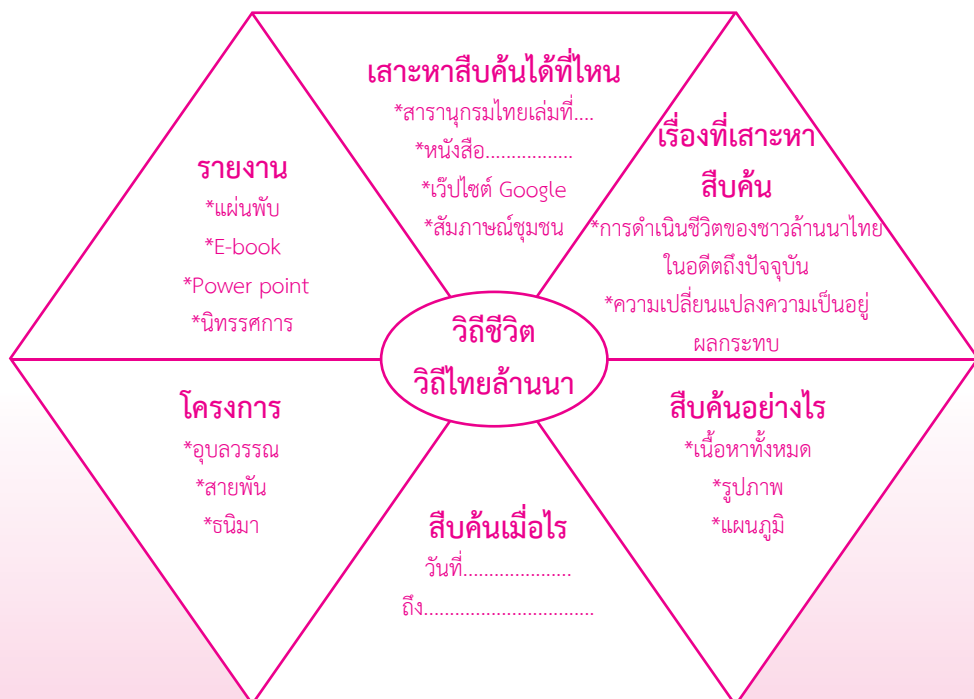 เสาะหาสืบค้นได้ที่ไหน
*สารานุกรมไทยเล่มที่....
*หนังสือ.................
*เว๊ปไซต์ Google
*สัมภาษณ์ชุมชน
เรื่องที่เสาะหา
สืบค้น
*การดำเนินชีวิตของชาวล้านนาไทย
ในอดีตถึงปัจจุบัน
*ความเปลี่ยนแปลงความเป็นอยู่
ผลกระทบ
รายงาน
*แผ่นพับ
*E-book
*Power point
*นิทรรศการ
วิถีชีวิต
วิถีไทยล้านนา
โครงการ
*อุบลวรรณ
*สายพัน
*ธนิมา
สืบค้นเมื่อไร
วันที่.....................
ถึง.................................
สืบค้นอย่างไร
*เนื้อหาทั้งหมด
*รูปภาพ
*แผนภูมิ